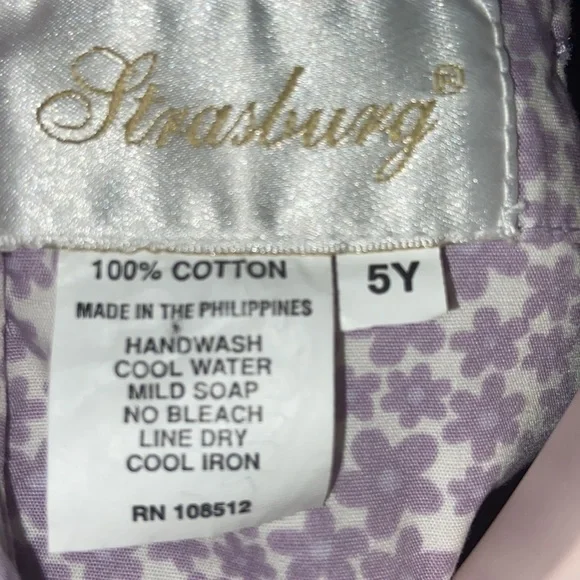 Strasburg®
100% COTTON
5Y
MADE IN THE PHILIPPINES
HANDWASH
COOL WATER
MILD SOAP
NO BLEACH
LINE DRY
COOL IRON
RN 108512